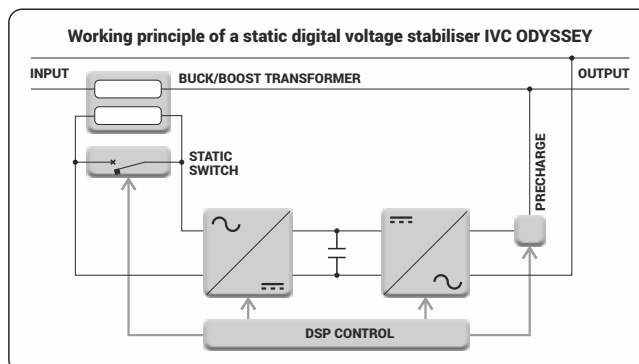 Working principle of a static digital voltage stabiliser IVC ODYSSEY
INPUT
BUCK/BOOST TRANSFORMER
OUTPUT
STATIC
SWITCH
PRECHARGE
DSP CONTROL